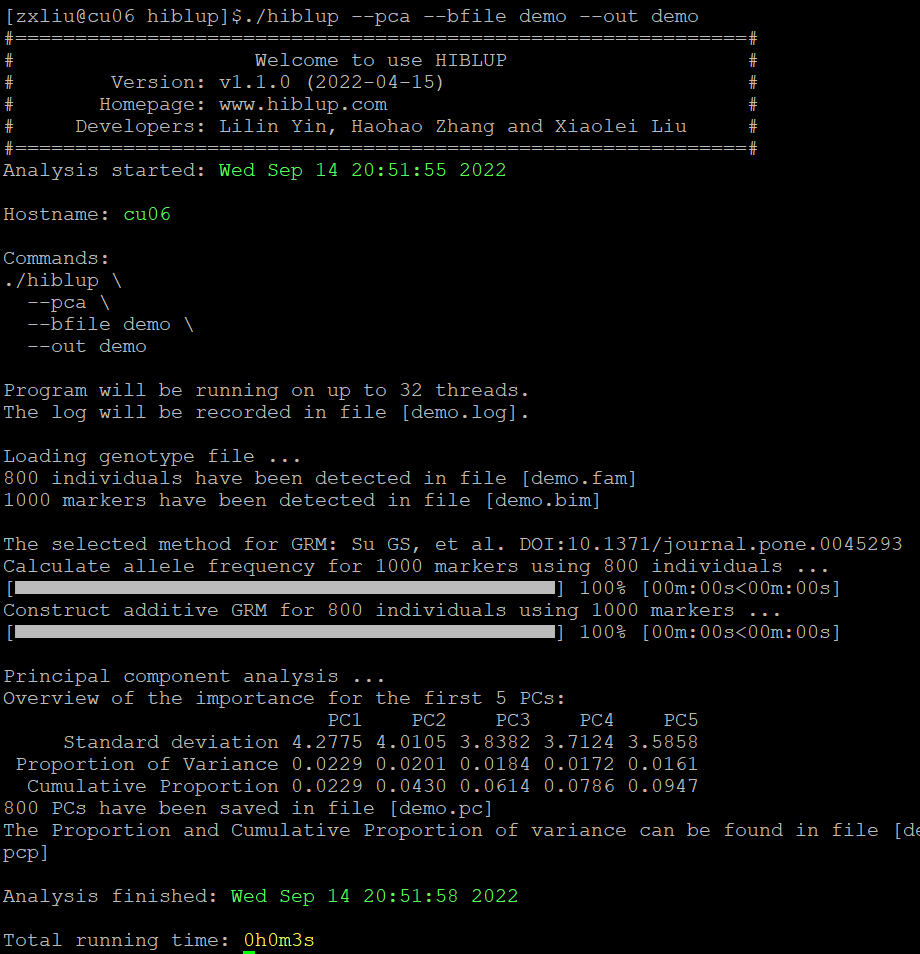 [zxliu@cu06 hiblup]$./hiblup --pca --bfile demo --out demo
#=============================================================#
#                    Welcome to use HIBLUP                    #
#        Version: v1.1.0 (2022-04-15)                         #
#       Homepage: www.hiblup.com                              #
#     Developers: Lilin Yin, Haohao Zhang and Xiaolei Liu     #
#=============================================================#
Analysis started: Wed Sep 14 20:51:55 2022

Hostname: cu06

Commands:
./hiblup \
  --pca \
  --bfile demo \
  --out demo

Program will be running on up to 32 threads.
The log will be recorded in file [demo.log].

Loading genotype file ...
800 individuals have been detected in file [demo.fam]
1000 markers have been detected in file [demo.bim]

The selected method for GRM: Su GS, et al. DOI:10.1371/journal.pone.0045293
Calculate allele frequency for 1000 markers using 800 individuals ...
[                                             ] 100% [00m:00s<00m:00s]
Construct additive GRM for 800 individuals using 1000 markers ...
[                                             ] 100% [00m:00s<00m:00s]

Principal component analysis ...
Overview of the importance for the first 5 PCs:
                           PC1    PC2    PC3    PC4    PC5
     Standard deviation 4.2775 4.0105 3.8382 3.7124 3.5858
 Proportion of Variance 0.0229 0.0201 0.0184 0.0172 0.0161
  Cumulative Proportion 0.0229 0.0430 0.0614 0.0786 0.0947
800 PCs have been saved in file [demo.pc]
The Proportion and Cumulative Proportion of variance can be found in file [de
pcp]

Analysis finished: Wed Sep 14 20:51:58 2022

Total running time: 0h0m3s